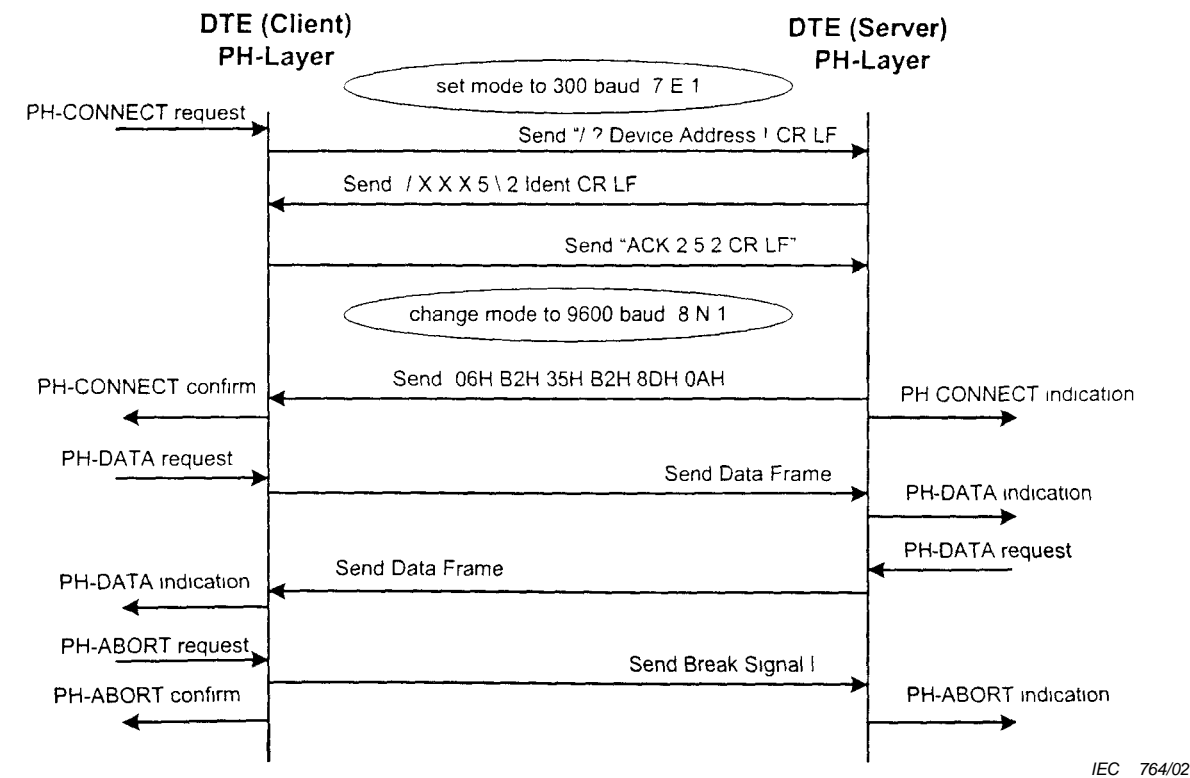 DTE (Client)
PH-Layer
DTE (Server)
PH-Layer
set mode to 300 baud 7 E 1
PH-CONNECT request
Send "/ ? Device Address ! CR LF
Send / X X X 5 \ 2 Ident CR LF
Send "ACK 2 5 2 CR LF"
change mode to 9600 baud 8 N 1
Send 06H B2H 35H B2H 8DH 0AH
PH-CONNECT confirm
PH CONNECT indication
PH-DATA request
Send Data Frame
PH-DATA indication
PH-DATA request
Send Data Frame
PH-DATA indication
PH-ABORT request
Send Break Signal !
PH-ABORT confirm
PH-ABORT indication
IEC 764/02